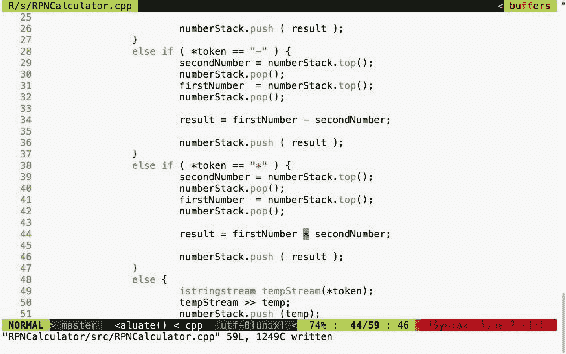 R/s/RPNCalculator.cpp < buffers
25
26 numberStack.push ( result );
27 }
28 else if ( *token == "-" ) {
29 secondNumber = numberStack.top();
30 numberStack.pop();
31 firstNumber  = numberStack.top();
32 numberStack.pop();
33
34 result = firstNumber - secondNumber;
35
36 numberStack.push ( result );
37 }
38 else if ( *token == "*" ) {
39 secondNumber = numberStack.top();
40 numberStack.pop();
41 firstNumber  = numberStack.top();
42 numberStack.pop();
43
44 result = firstNumber * secondNumber;
45
46 numberStack.push ( result );
47 }
48 else {
49 istringstream tempStream(*token);
50 tempStream >> temp;
51 numberStack.push (temp);
NORMAL > master <aluate() < cpp utf-8[unix] < 74% : 44/59 : 46
"RPNCalculator/src/RPNCalculator.cpp" 59L, 1249C written